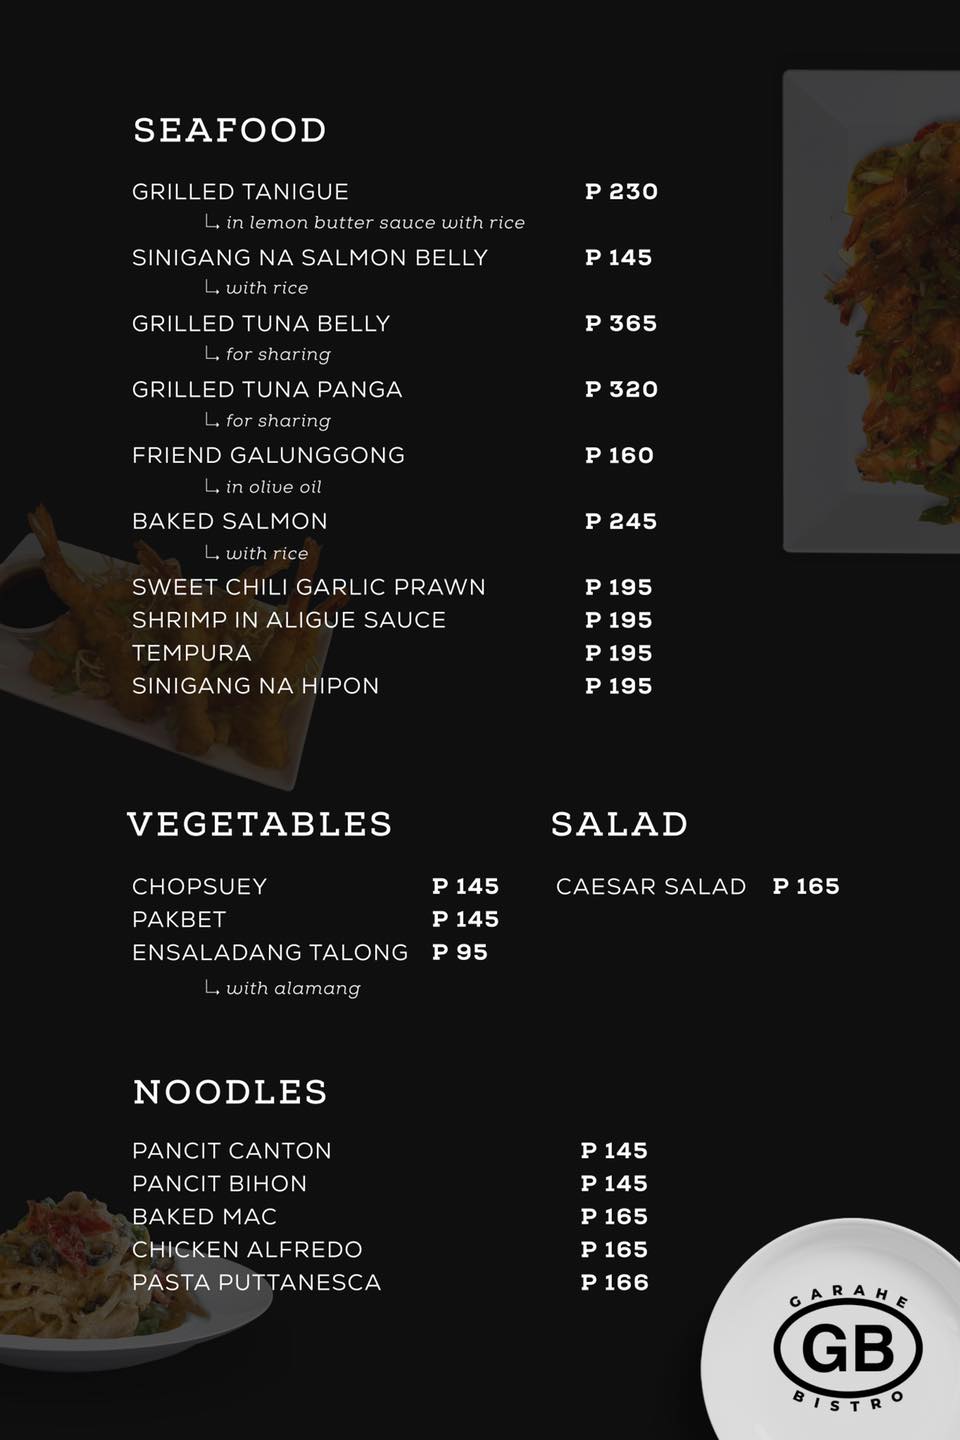 SEAFOOD
GRILLED TANIGUE P 230
in lemon butter sauce with rice
SINIGANG NA SALMON BELLY P 145
with rice
GRILLED TUNA BELLY P 365
for sharing
GRILLED TUNA PANGA P 320
for sharing
FRIEND GALUNGGONG P 160
in olive oil
BAKED SALMON P 245
with rice
SWEET CHILI GARLIC PRAWN P 195
SHRIMP IN ALIGUE SAUCE P 195
TEMPURA P 195
SINIGANG NA HIPON P 195
VEGETABLES
CHOPSUEY P 145
PAKBET P 145
ENSALADANG TALONG P 95
with alamang
SALAD
CAESAR SALAD P 165
NOODLES
PANCIT CANTON P 145
PANCIT BIHON P 145
BAKED MAC P 165
CHICKEN ALFREDO P 165
PASTA PUTTANESCA P 166
GARAHE
GB
BISTRO